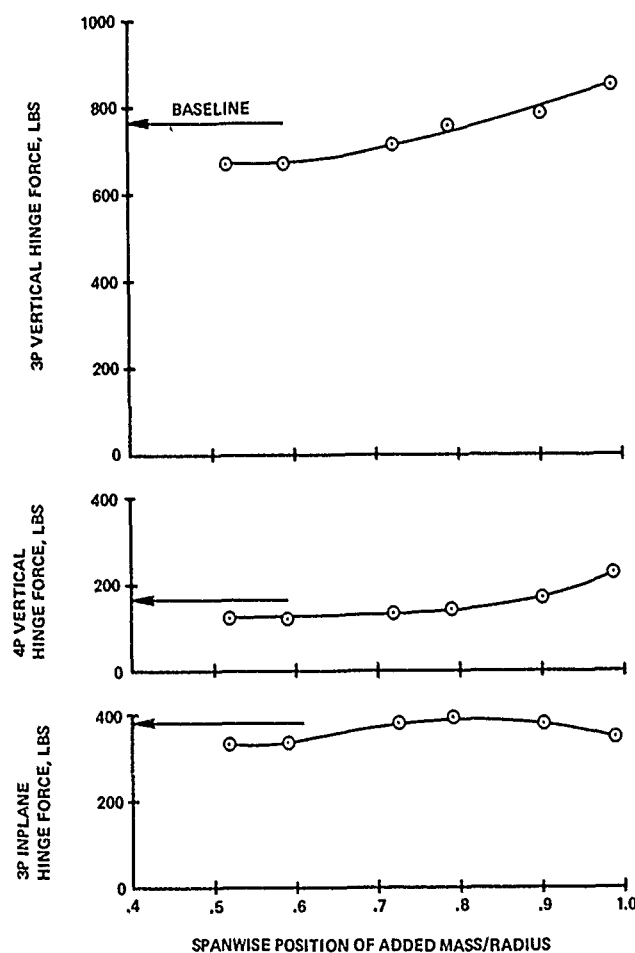 3P VERTICAL HINGE FORCE, LBS
1000
800
600
400
200
0
BASELINE
4P VERTICAL
HINGE FORCE, LBS
400
200
0
3P INPLANE
HINGE FORCE, LBS
400
200
0
.4 .5 .6 .7 .8 .9 1.0
SPANWISE POSITION OF ADDED MASS/RADIUS